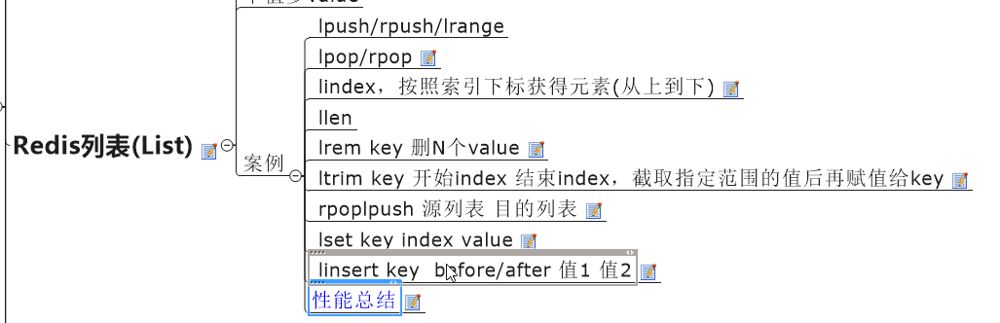 lpush/rpush/lrange
lpop/rpop
lindex，按照索引下标获得元素(从上到下)
llen
Redis列表(List)
案例
lrem key 删N个value
ltrim key 开始index 结束index，截取指定范围的值后再赋值给key
rpoplpush 源列表 目的列表
lset key index value
linsert key  before/after 值1 值2
性能总结